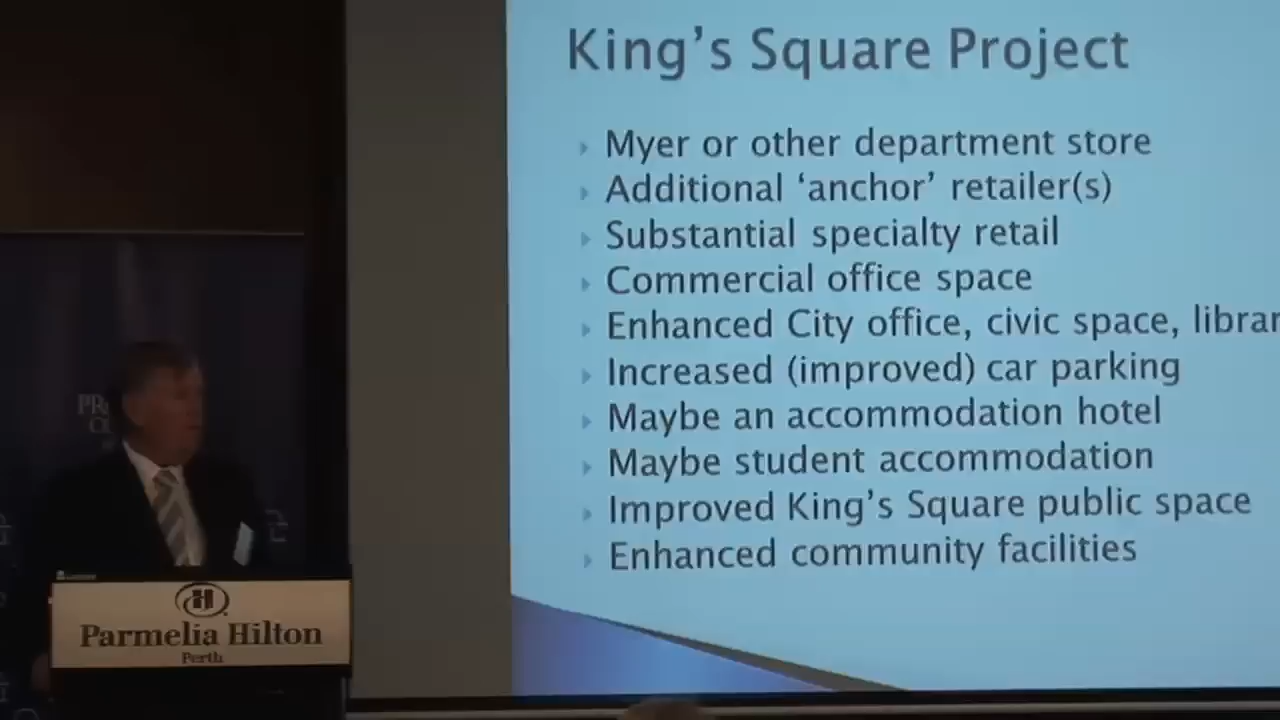 King's Square Project
Myer or other department store
Additional 'anchor' retailer(s)
Substantial specialty retail
Commercial office space
Enhanced City office, civic space, librar
Increased (improved) car parking
Maybe an accommodation hotel
Maybe student accommodation
Improved King's Square public space
Enhanced community facilities
H
Parmelia Hilton
Perth